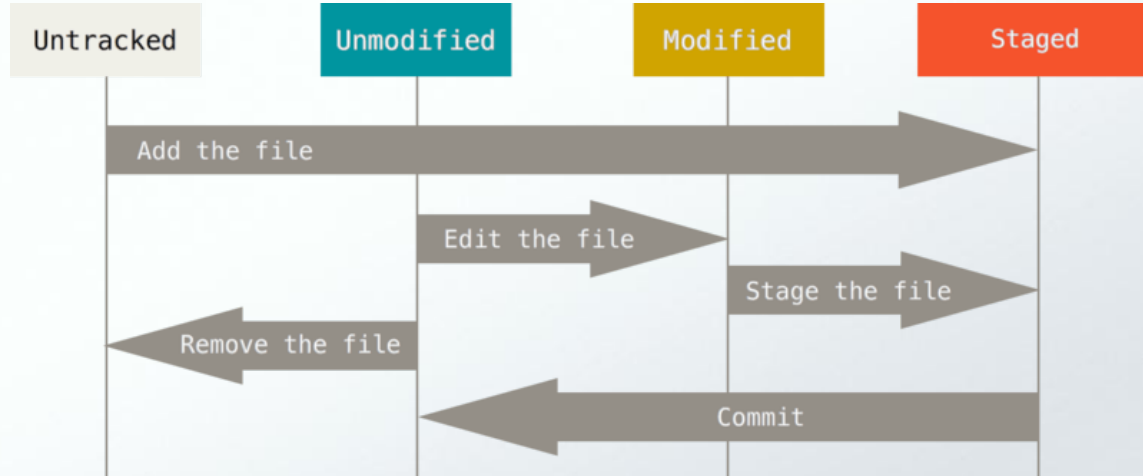 Untracked
Unmodified
Modified
Staged
Add the file
Edit the file
Stage the file
Remove the file
Commit